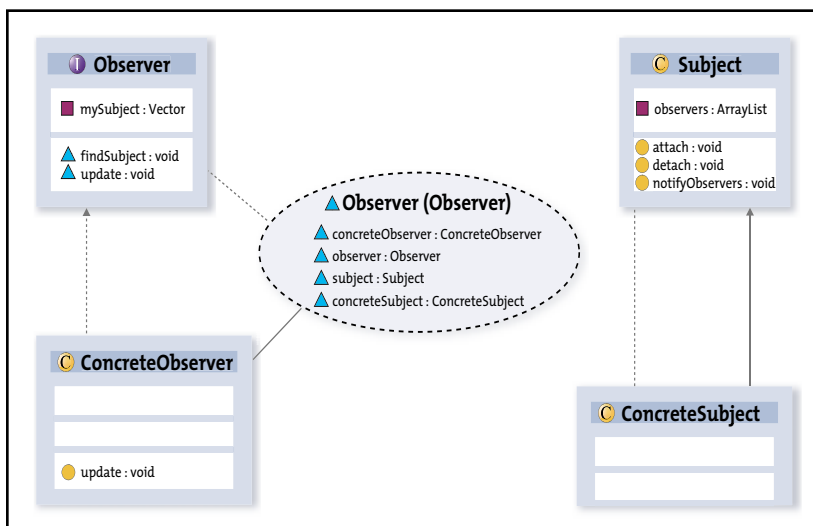 I Observer
mySubject : Vector
findSubject : void
update : void
C Subject
observers : ArrayList
attach : void
detach : void
notifyObservers : void
Observer (Observer)
concreteObserver : ConcreteObserver
observer : Observer
subject : Subject
concreteSubject : ConcreteSubject
C ConcreteObserver
update : void
C ConcreteSubject